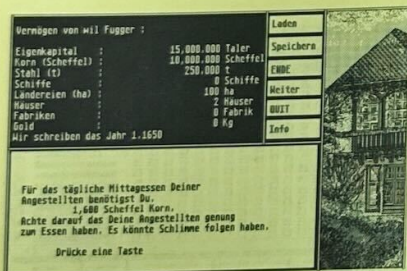 Vermögen von wil Fugger :
Eigenkapital : 15,000.000 Taler
Korn (Scheffel) : 10,000.000 Scheffel
Stahl (t) : 250,000 t
Schiffe : 0 Schiffe
Ländereien (ha) : 100 ha
Häuser : 2 Häuser
Fabriken : 0 Fabrik
Gold : 0 Kg
Wir schreiben das Jahr 1.1650
Laden
Speichern
ENDE
Weiter
QUIT
Info
Für das tägliche Mittagessen Deiner
Angestellten benötigst Du.
1,600 Scheffel Korn.
Achte darauf das Deine Angestellten genung
zum Essen haben. Es könnte Schlimme folgen haben.
Drücke eine Taste